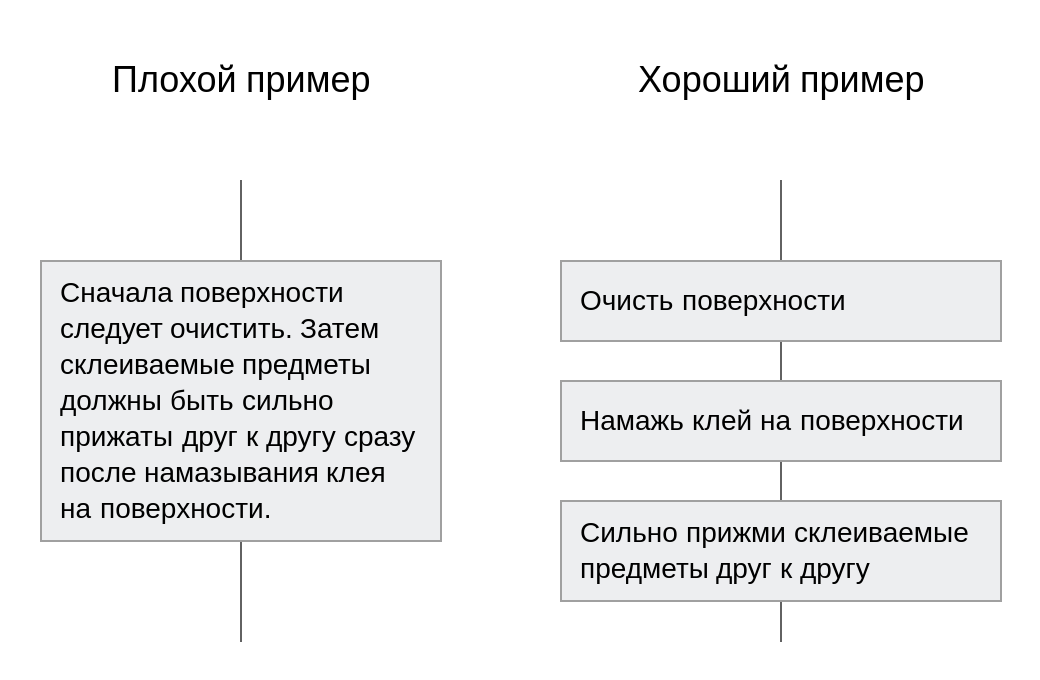 Плохой пример
Сначала поверхности
следует очистить. Затем
склеиваемые предметы
должны быть сильно
прижаты друг к другу сразу
после намазывания клея
на поверхности.
Хороший пример
Очисть поверхности
Намажь клей на поверхности
Сильно прижми склеиваемые
предметы друг к другу